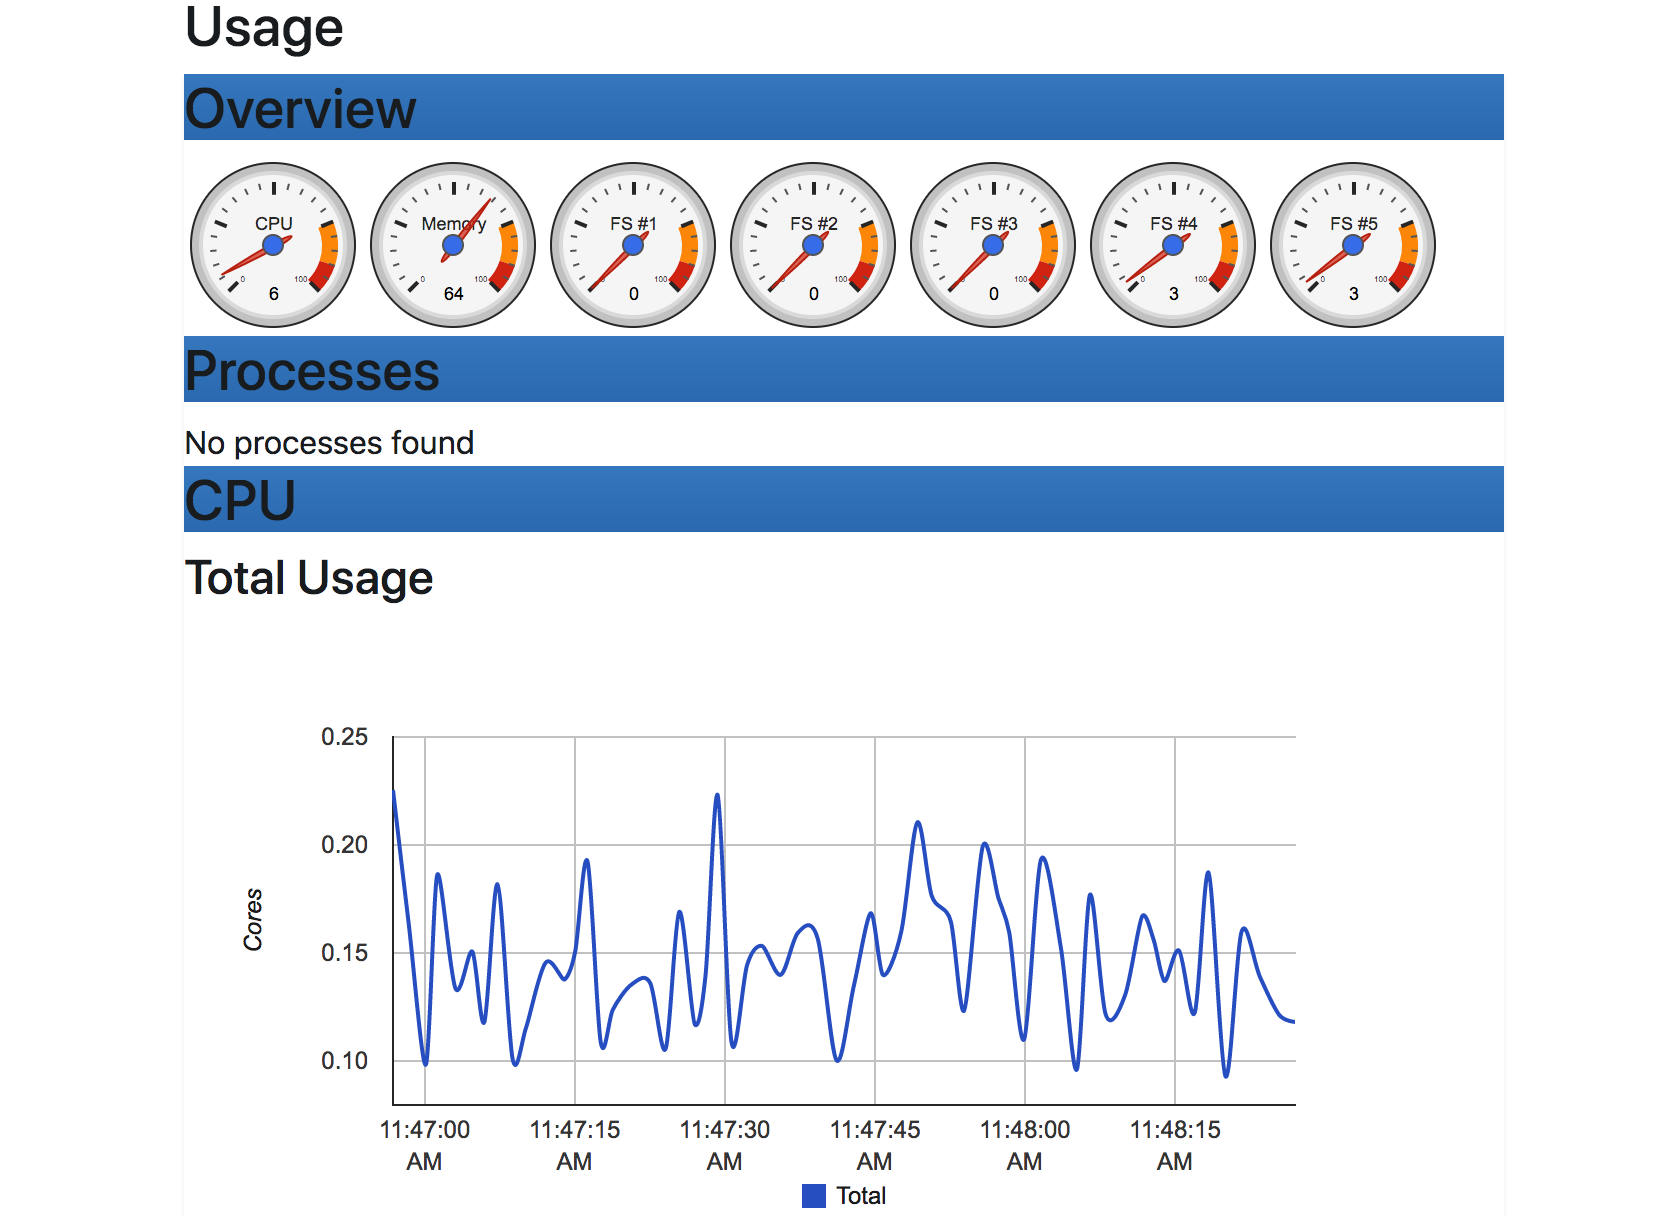 Usage
Overview
CPU
0
100
6
Memory
0
100
64
FS #1
0
100
0
FS #2
0
100
0
FS #3
0
100
0
FS #4
0
100
3
FS #5
0
100
3
Processes
No processes found
CPU
Total Usage
0.25
0.20
0.15
0.10
Cores
11:47:00 AM
11:47:15 AM
11:47:30 AM
11:47:45 AM
11:48:00 AM
11:48:15 AM
Total